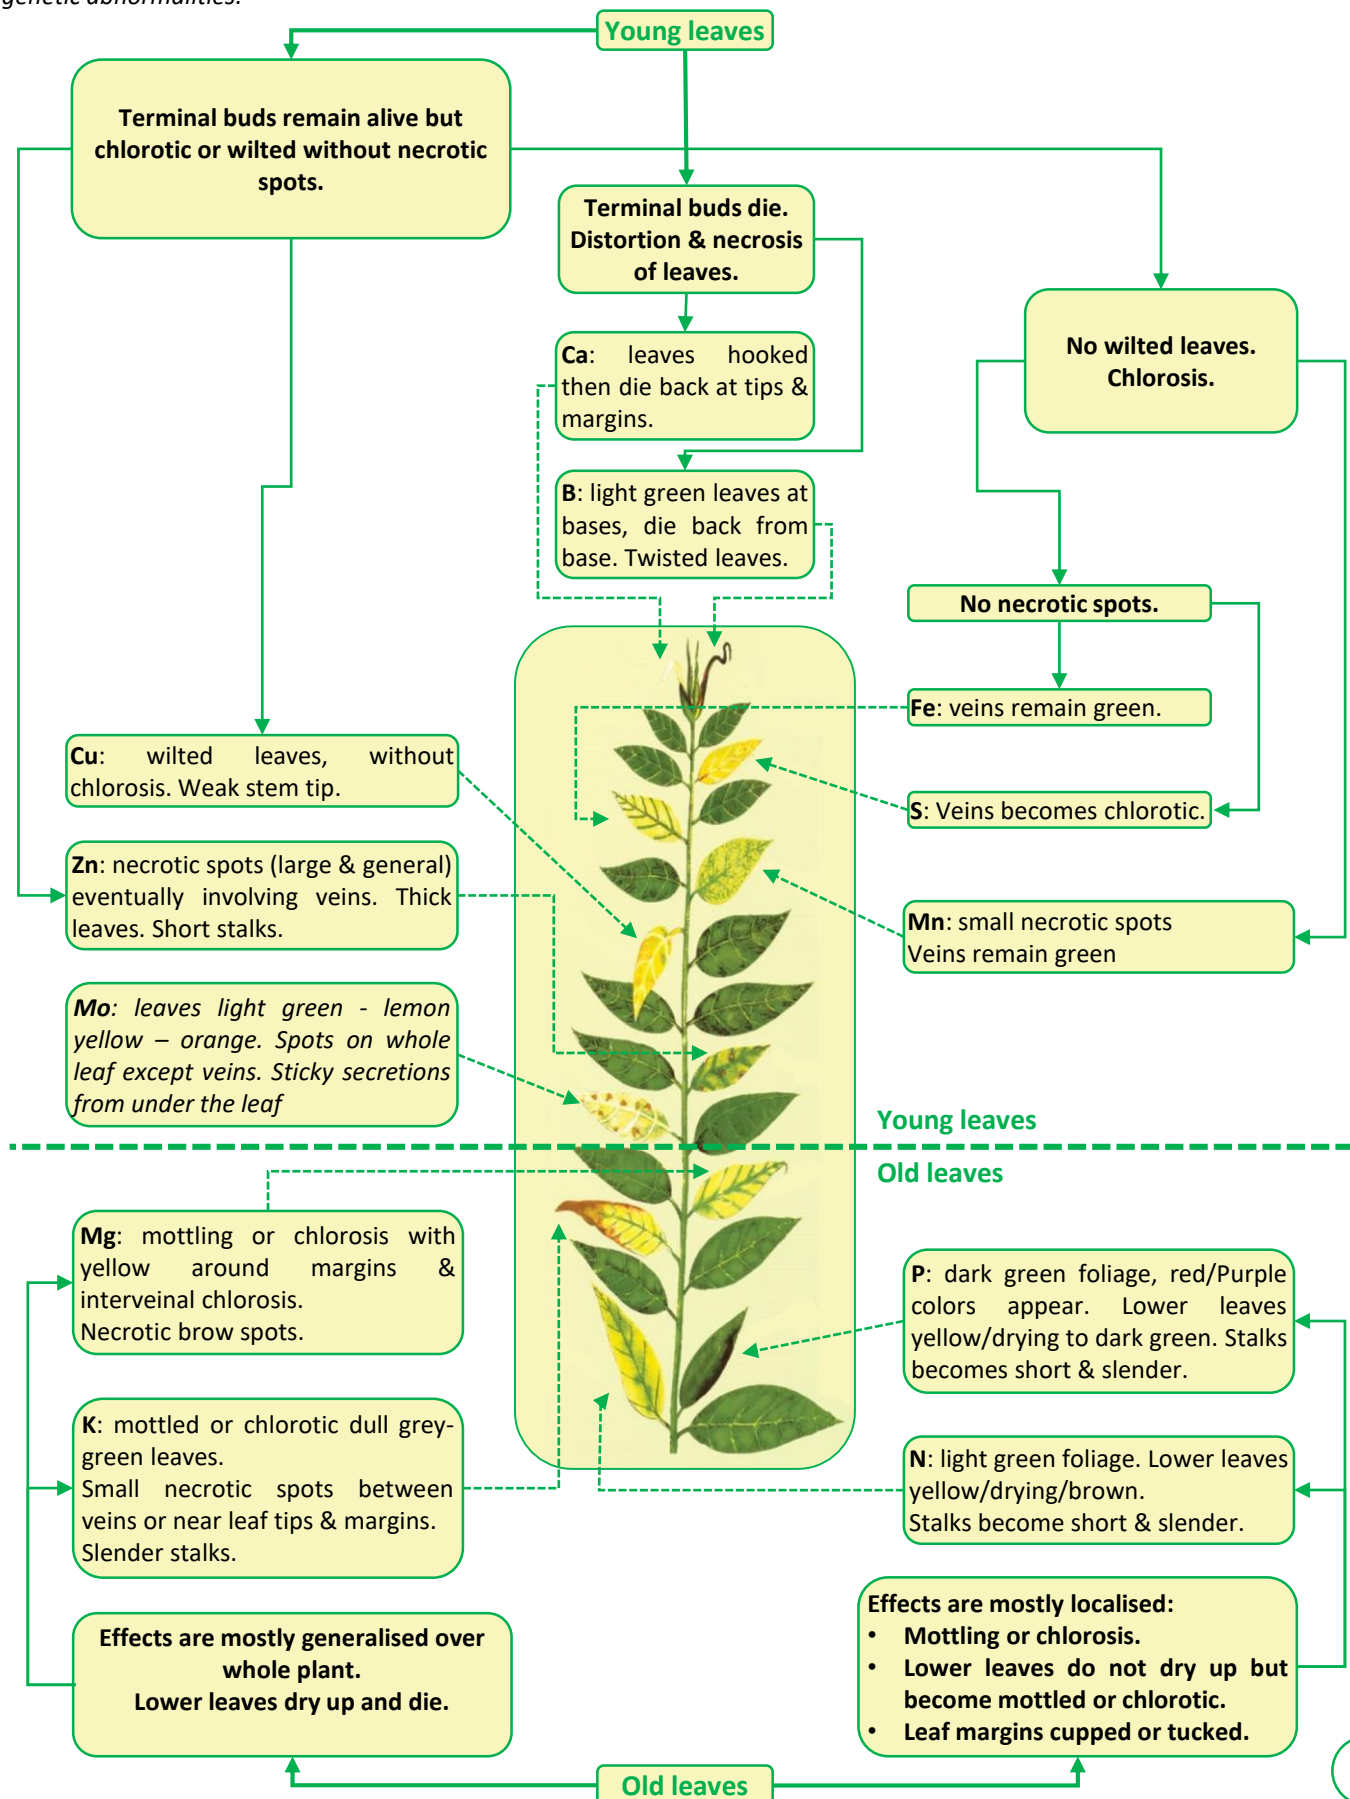 genetic abnormalities.
Young leaves
Terminal buds remain alive but
chlorotic or wilted without necrotic
spots.
Terminal buds die.
Distortion & necrosis
of leaves.
No wilted leaves.
Chlorosis.
Ca: leaves hooked
then die back at tips &
margins.
B: light green leaves at
bases, die back from
base. Twisted leaves.
No necrotic spots.
Fe: veins remain green.
Cu: wilted leaves, without
chlorosis. Weak stem tip.
S: Veins becomes chlorotic.
Zn: necrotic spots (large & general)
eventually involving veins. Thick
leaves. Short stalks.
Mn: small necrotic spots
Veins remain green
Mo: leaves light green - lemon
yellow – orange. Spots on whole
leaf except veins. Sticky secretions
from under the leaf
Young leaves
Old leaves
Mg: mottling or chlorosis with
yellow around margins &
interveinal chlorosis.
Necrotic brow spots.
P: dark green foliage, red/Purple
colors appear. Lower leaves
yellow/drying to dark green. Stalks
becomes short & slender.
K: mottled or chlorotic dull grey-
green leaves.
Small necrotic spots between
veins or near leaf tips & margins.
Slender stalks.
N: light green foliage. Lower leaves
yellow/drying/brown.
Stalks become short & slender.
Effects are mostly generalised over
whole plant.
Lower leaves dry up and die.
Effects are mostly localised:
• Mottling or chlorosis.
• Lower leaves do not dry up but
become mottled or chlorotic.
• Leaf margins cupped or tucked.
Old leaves